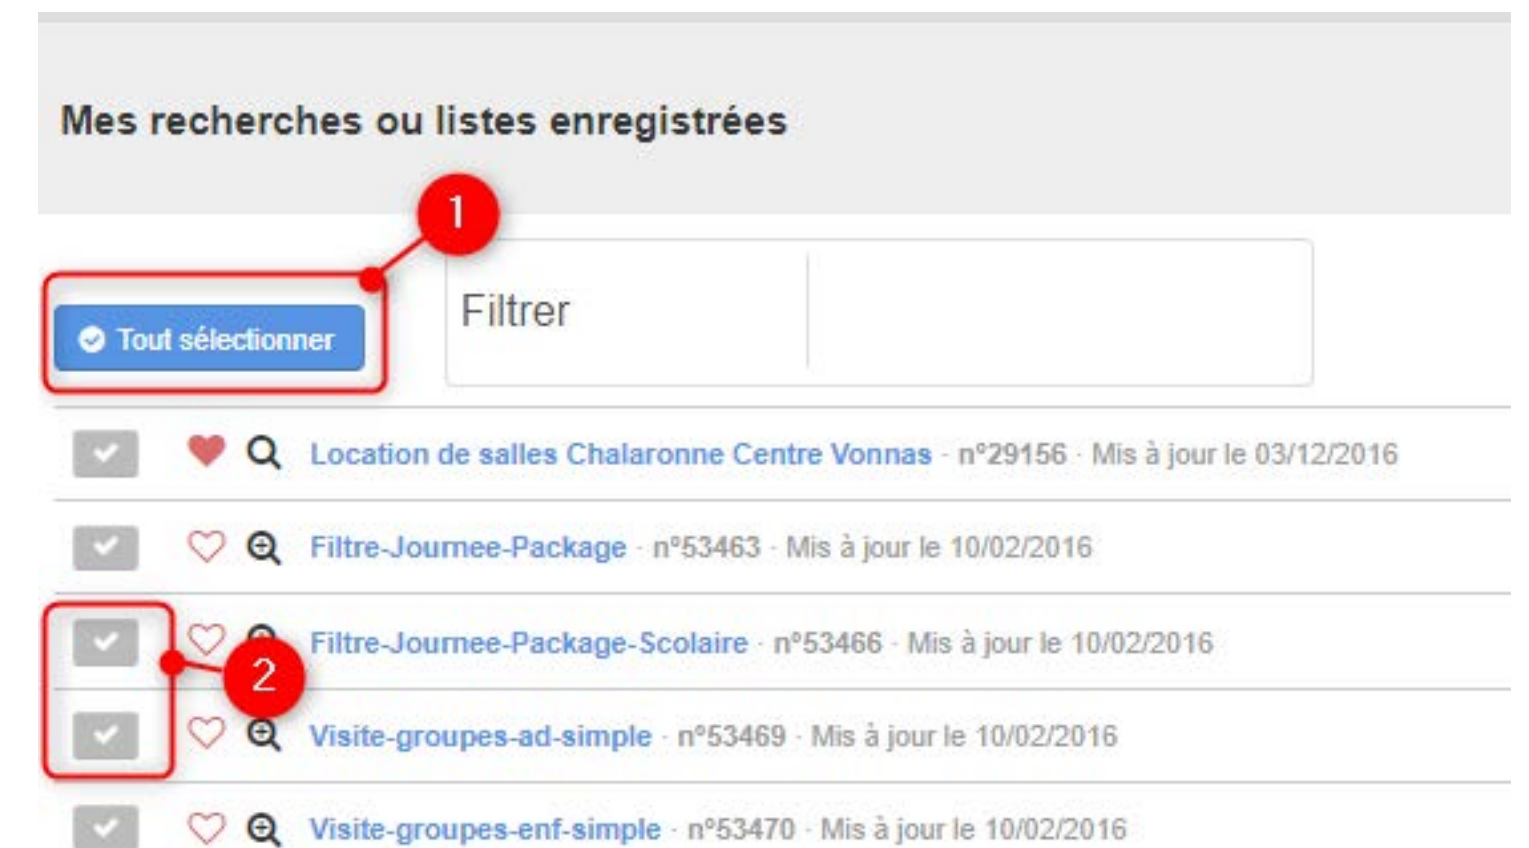 Mes recherches ou listes enregistrées
1
Tout sélectionner
Filtrer
Location de salles Chalaronne Centre Vonnas · n°29156 · Mis à jour le 03/12/2016
Filtre-Journee-Package · n°53463 · Mis à jour le 10/02/2016
Filtre-Journee-Package-Scolaire · n°53466 · Mis à jour le 10/02/2016
2
Visite-groupes-ad-simple · n°53469 · Mis à jour le 10/02/2016
Visite-groupes-enf-simple · n°53470 · Mis à jour le 10/02/2016